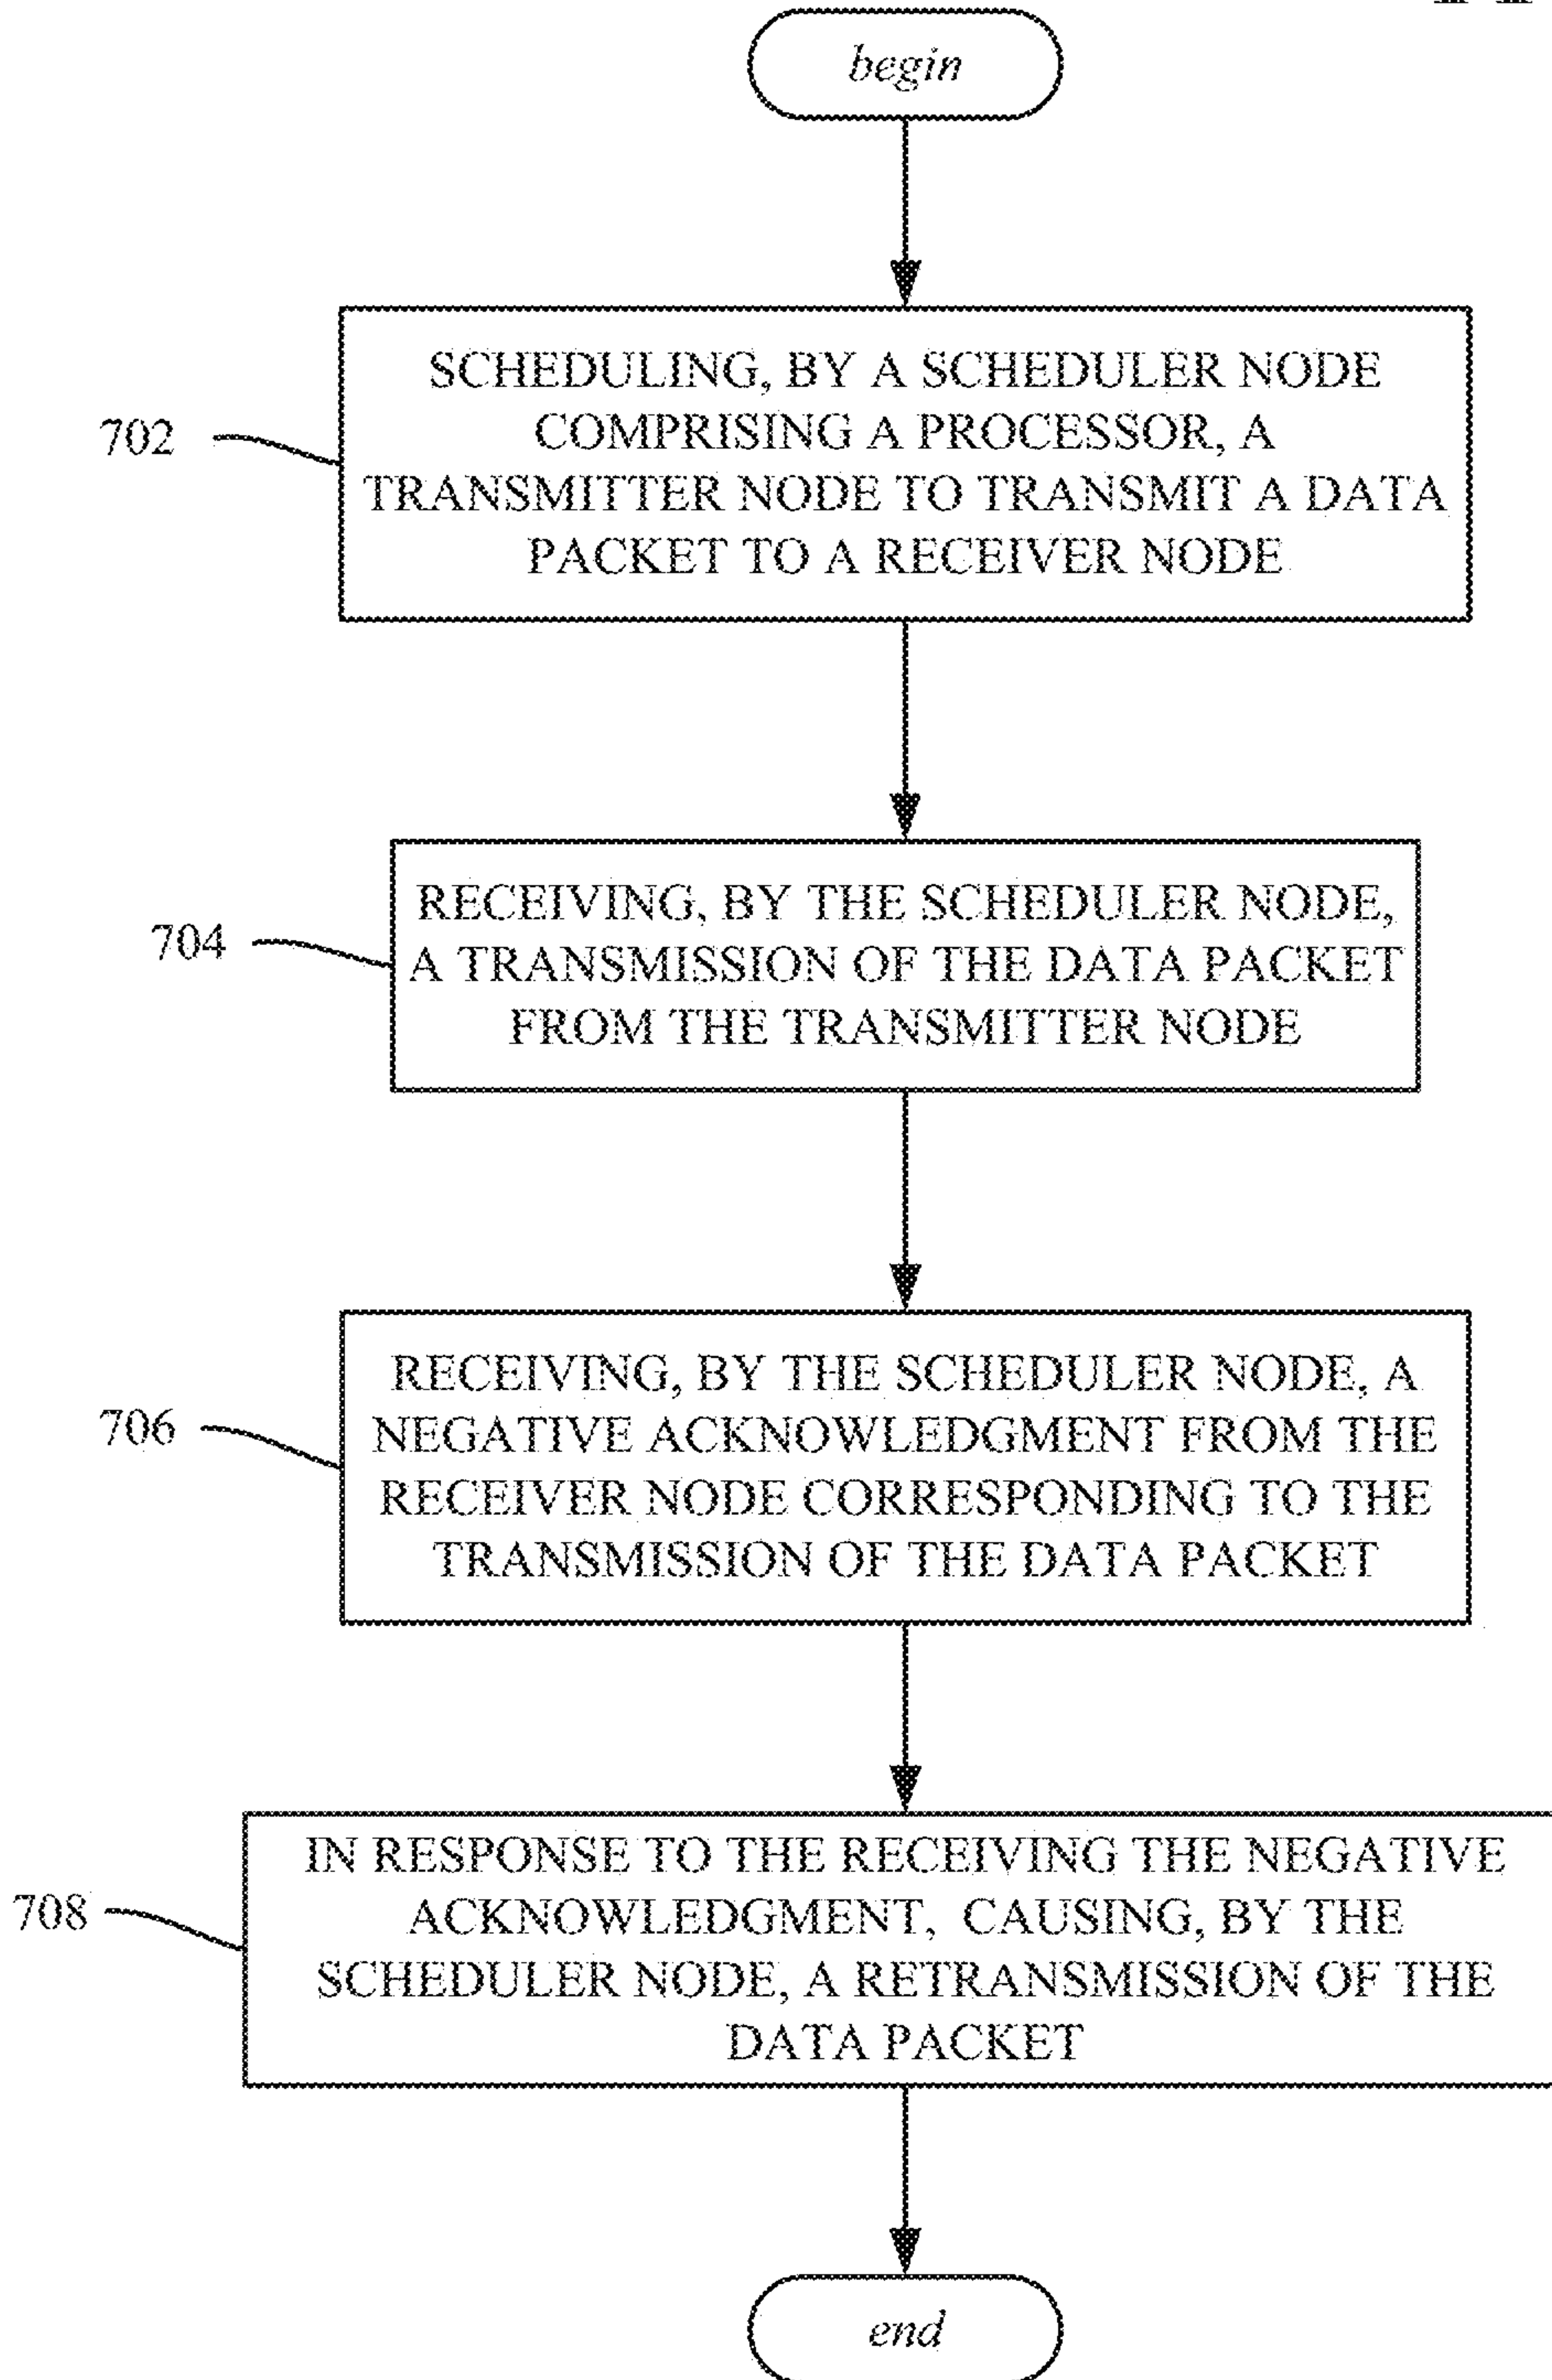 begin
702
SCHEDULING, BY A SCHEDULER NODE
COMPRISING A PROCESSOR, A
TRANSMITTER NODE TO TRANSMIT A DATA
PACKET TO A RECEIVER NODE
704
RECEIVING, BY THE SCHEDULER NODE,
A TRANSMISSION OF THE DATA PACKET
FROM THE TRANSMITTER NODE
706
RECEIVING, BY THE SCHEDULER NODE, A
NEGATIVE ACKNOWLEDGMENT FROM THE
RECEIVER NODE CORRESPONDING TO THE
TRANSMISSION OF THE DATA PACKET
708
IN RESPONSE TO THE RECEIVING THE NEGATIVE
ACKNOWLEDGMENT, CAUSING, BY THE
SCHEDULER NODE, A RETRANSMISSION OF THE
DATA PACKET
end